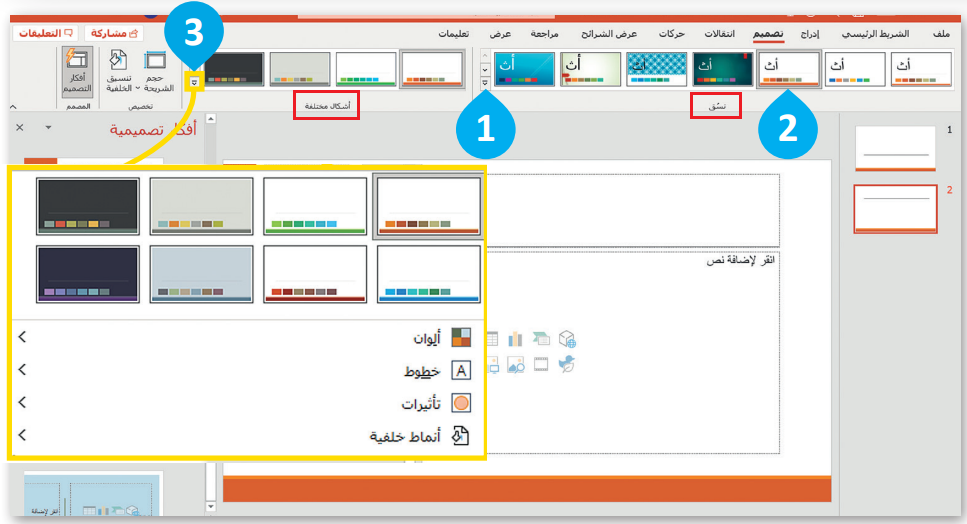 ملف الشريط الرئيسي إدراج تصميم انتقالات حركات عرض الشرائح مراجعة عرض تعليمات مشاركة التعليقات
3
أث أث أث أث أث أث أث
حجم الشريحة
تنسيق الخلفية
أفكار التصميم
نسُق
أشكال مختلفة
تخصيص
المصمم
1
2
أفكار تصميمية
1
2
انقر لإضافة نص
ألوان
خطوط
تأثيرات
أنماط خلفية
انقر لإضافة